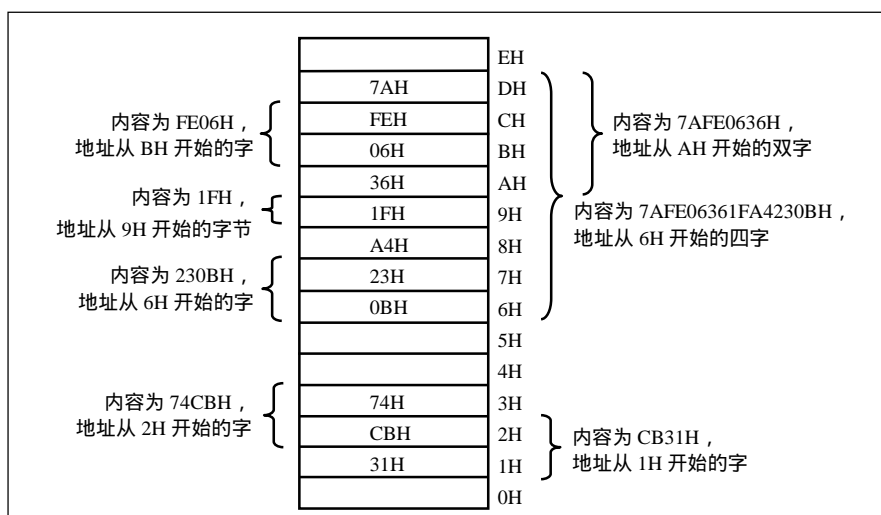 EH
7AH DH
内容为 FE06H，
地址从 BH 开始的字
FEH CH
06H BH
内容为 7AFE0636H，
地址从 AH 开始的双字
36H AH
内容为 1FH，
地址从 9H 开始的字节
1FH 9H
内容为 7AFE06361FA4230BH，
地址从 6H 开始的四字
A4H 8H
内容为 230BH，
地址从 6H 开始的字
23H 7H
0BH 6H
5H
4H
内容为 74CBH，
地址从 2H 开始的字
74H 3H
CBH 2H
内容为 CB31H，
地址从 1H 开始的字
31H 1H
0H